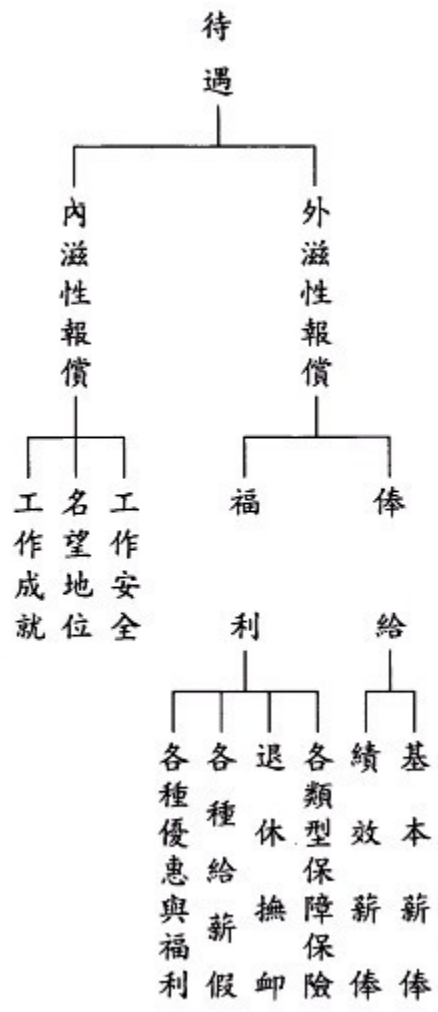 待遇
外滋性報償
內滋性報償
俸給
福利
工作安全
名望地位
工作成就
基本薪俸
績效薪俸
各類型保障保險
退休撫卹
各種給薪假
各種優惠與福利